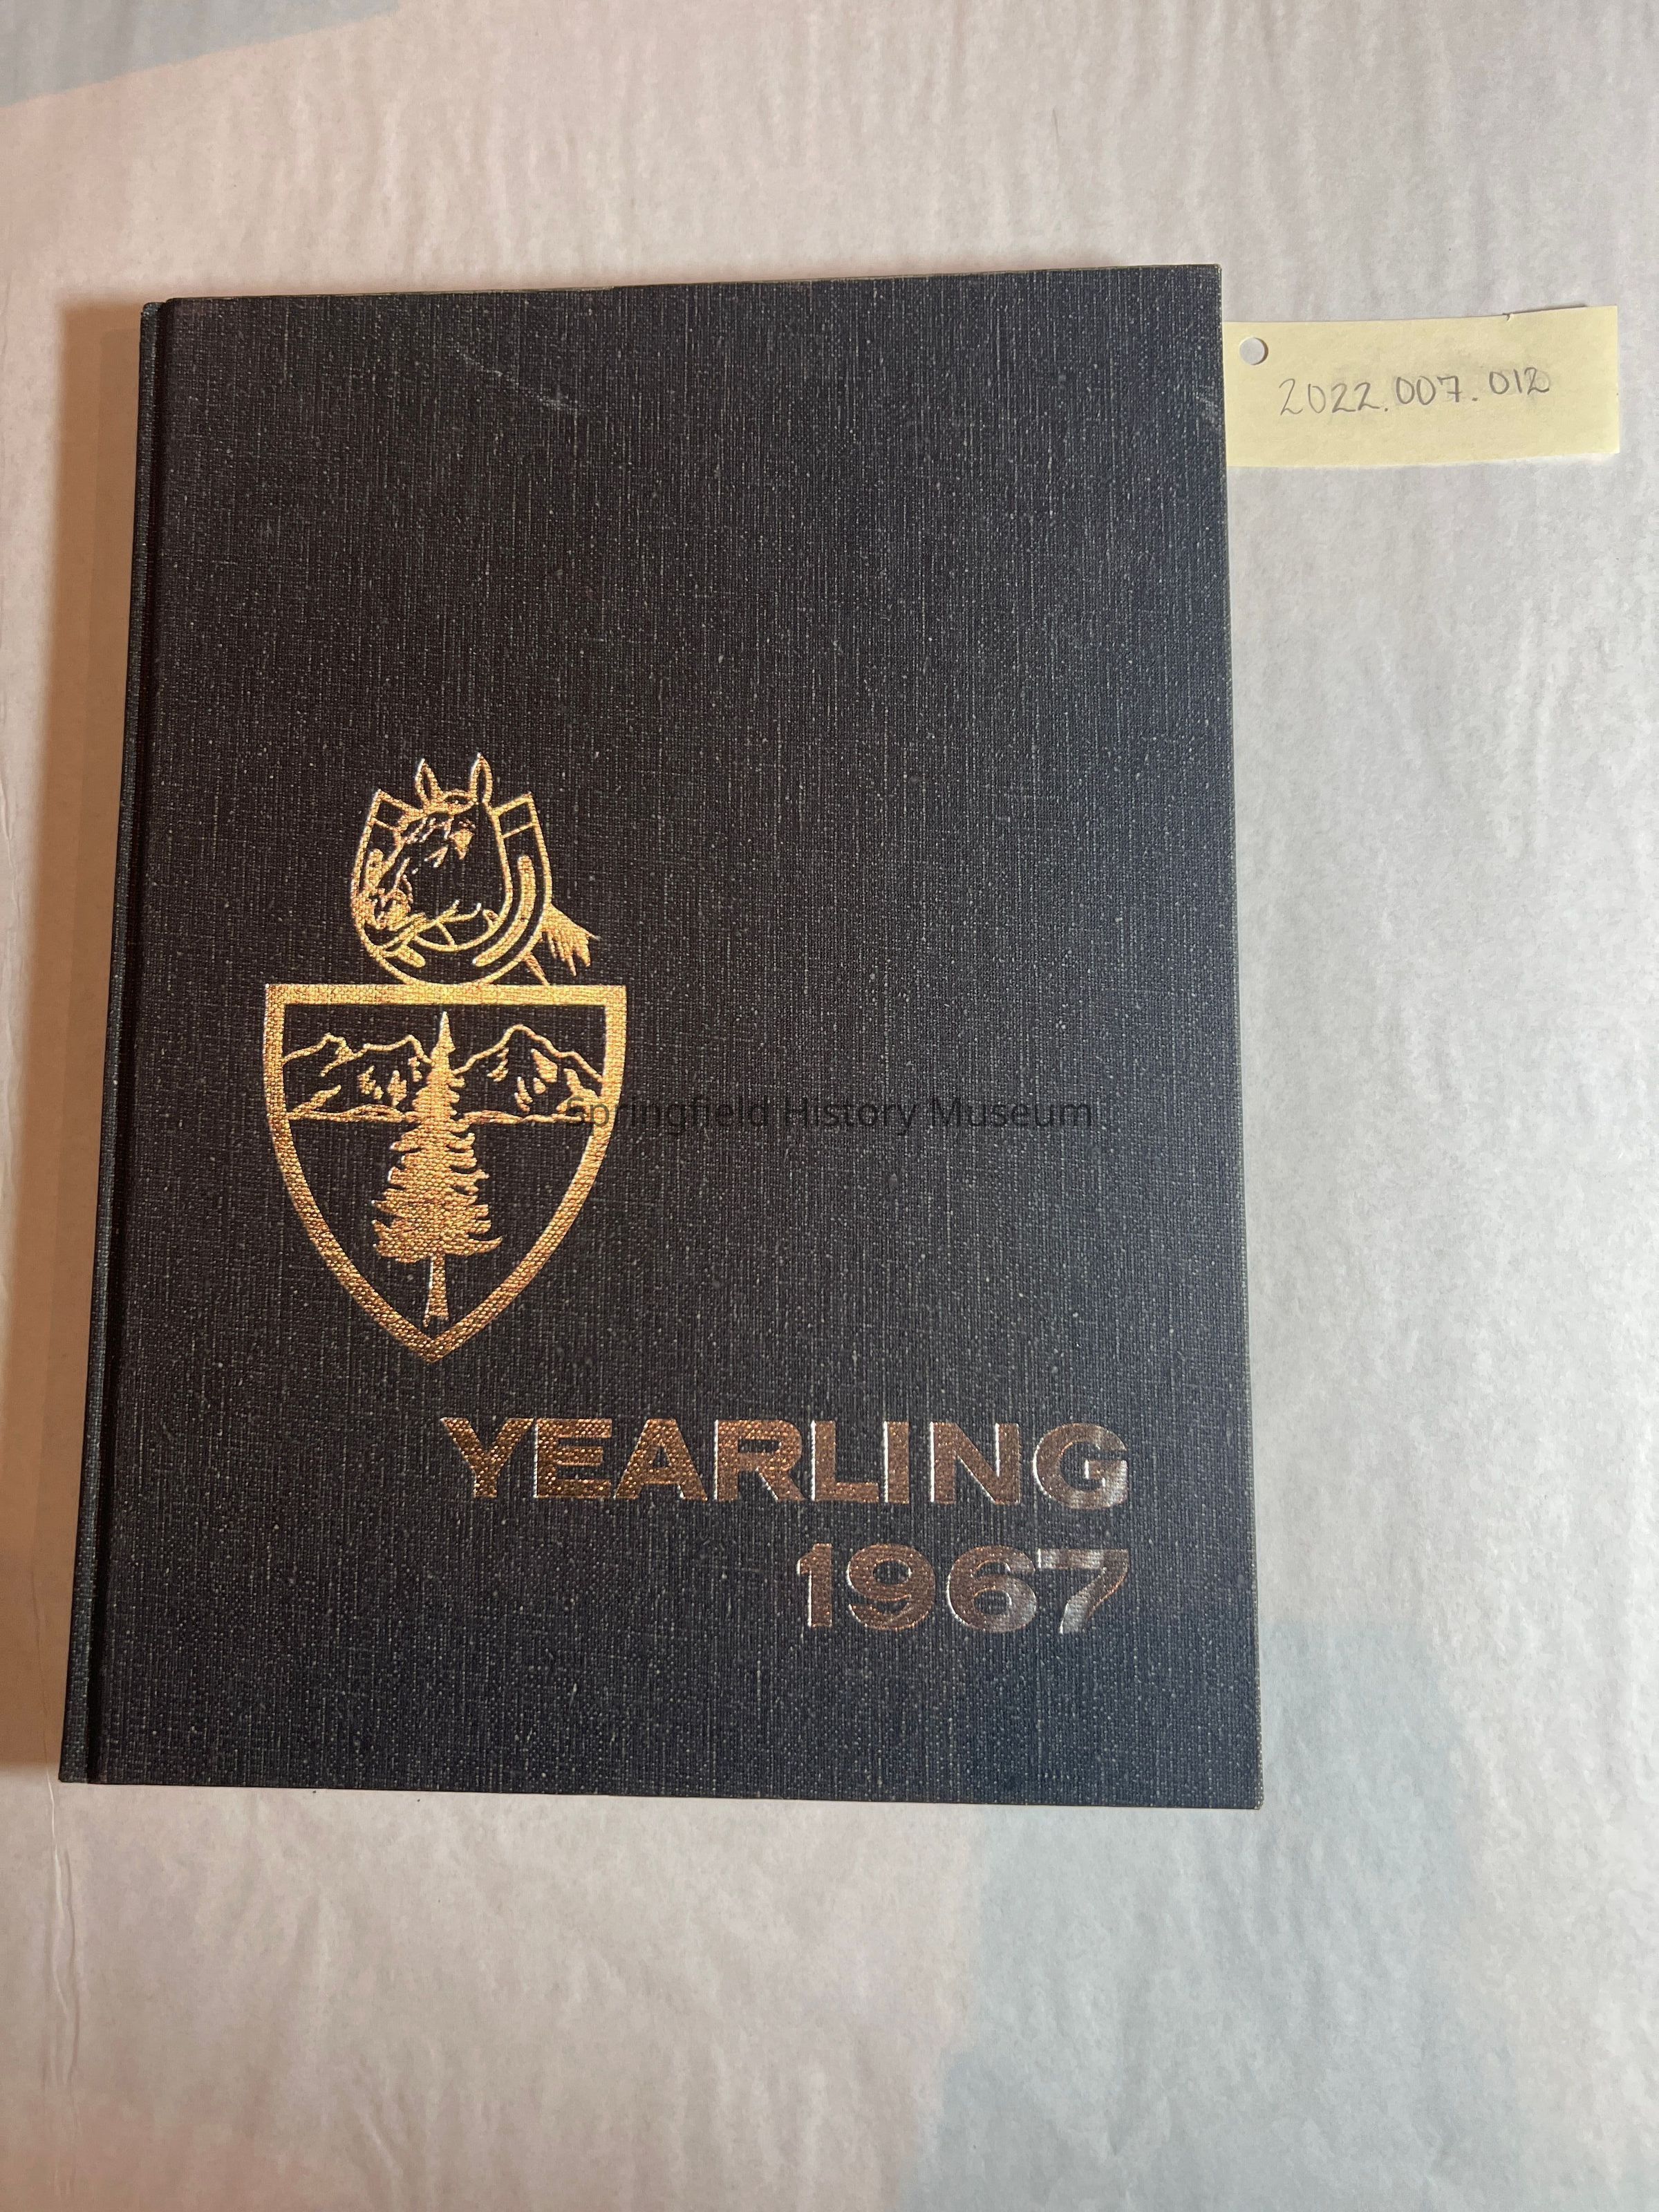 2022.007.012
Springfield History Museum
YEARLING
1967